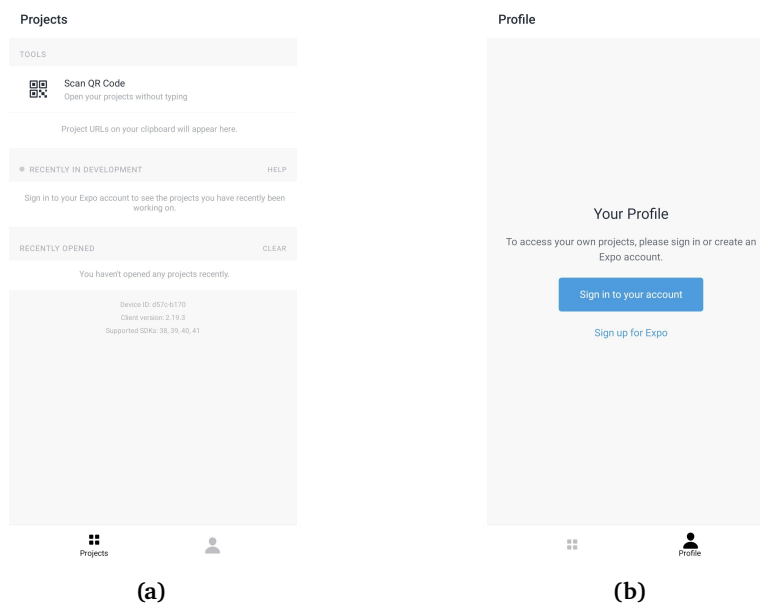 Projects
TOOLS
Scan QR Code
Open your projects without typing
Project URLs on your clipboard will appear here.
RECENTLY IN DEVELOPMENT HELP
Sign in to your Expo account to see the projects you have recently been
working on.
RECENTLY OPENED CLEAR
You haven't opened any projects recently.
Device ID: d57c-b170
Client version: 2.19.3
Supported SDKs: 38, 39, 40, 41
Projects
(a)
Profile
Your Profile
To access your own projects, please sign in or create an
Expo account.
Sign in to your account
Sign up for Expo
Profile
(b)